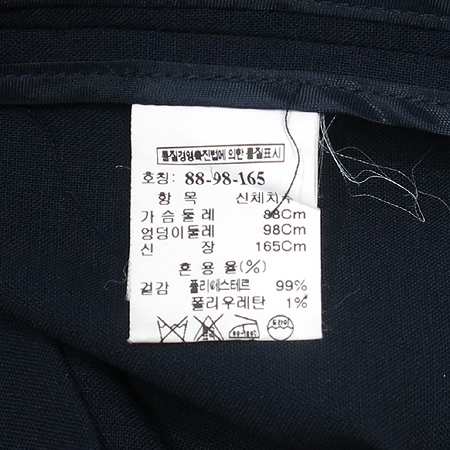 품질경영촉진법에 의한 품질표시
호칭: 88-98-165
항 목 신체치수
가슴둘레 88Cm
엉덩이둘레 98Cm
신 장 165Cm
혼용율(%)
겉감 폴리에스테르 99%
폴리우레탄 1%